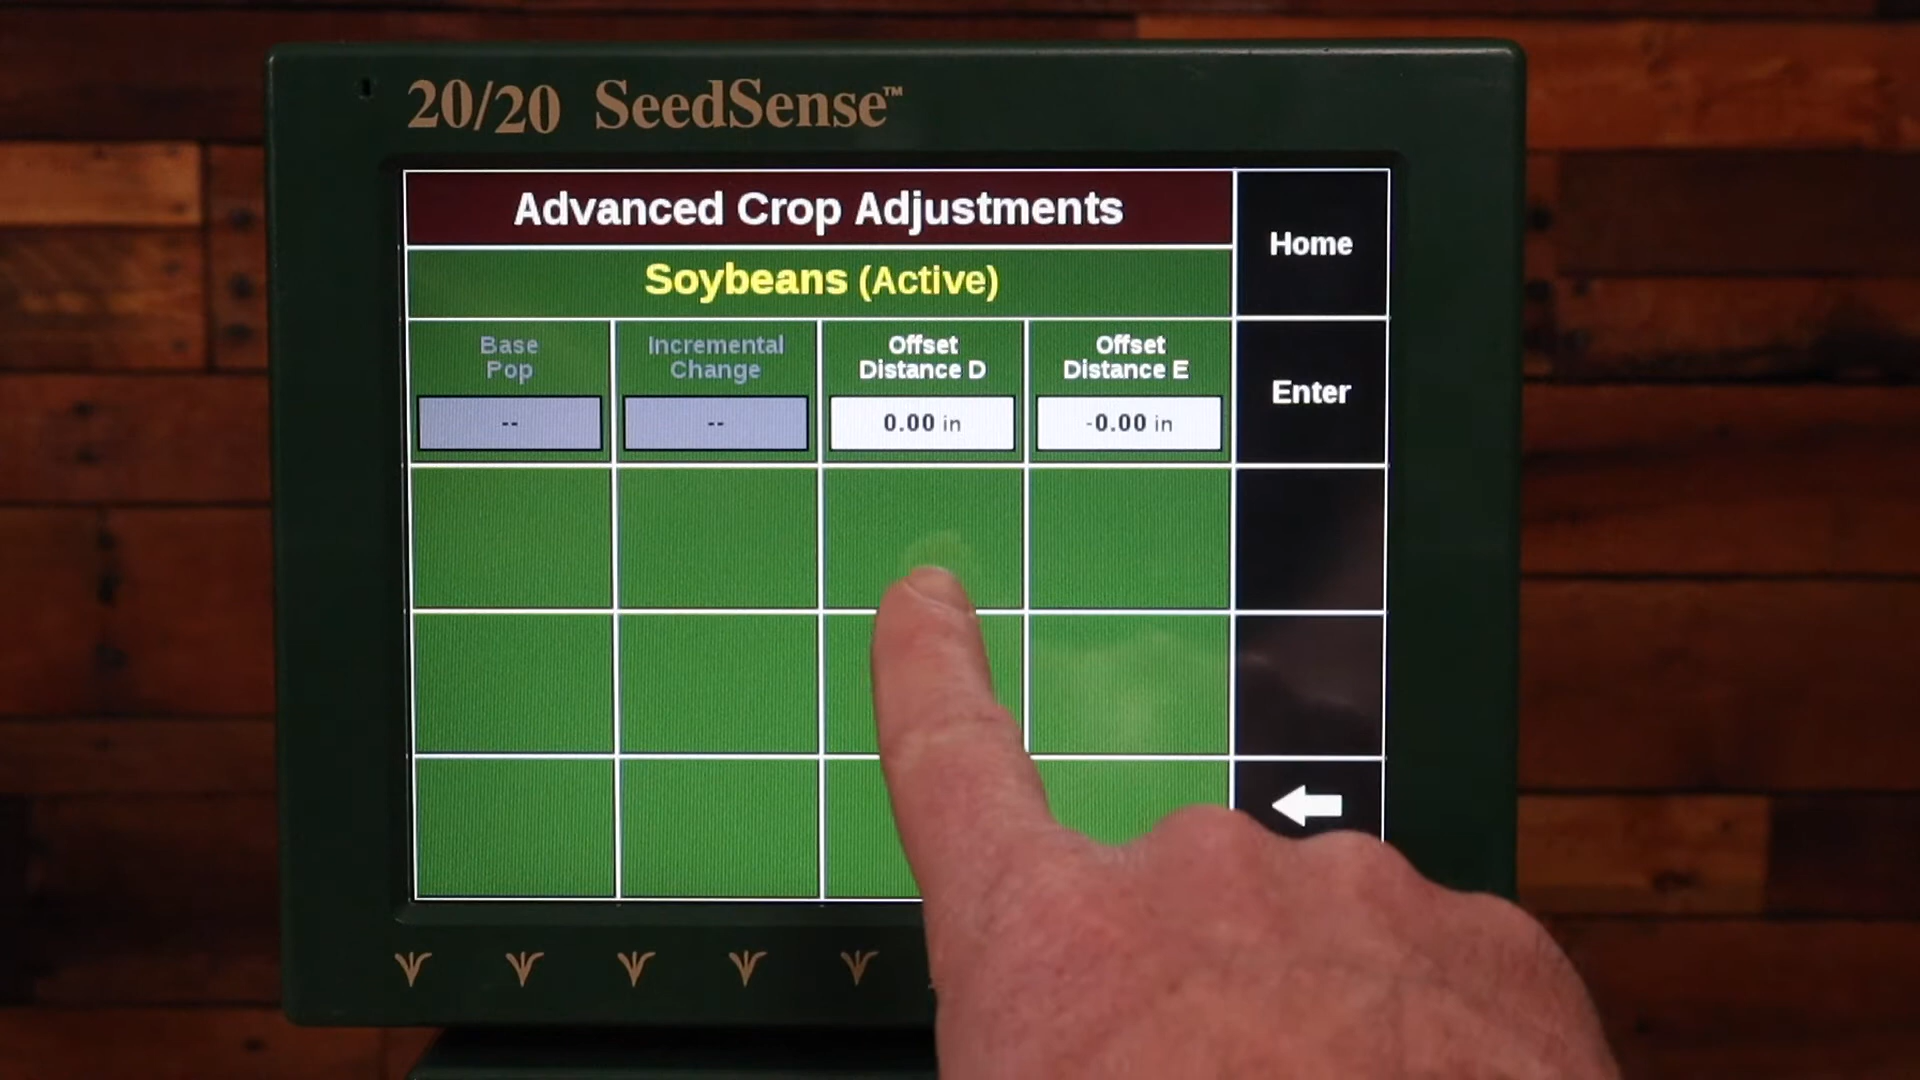 20/20 SeedSense™
Advanced Crop Adjustments
Home
Soybeans (Active)
Base
Pop
Incremental
Change
Offset
Distance D
Offset
Distance E
Enter
--
--
0.00 in
-0.00 in